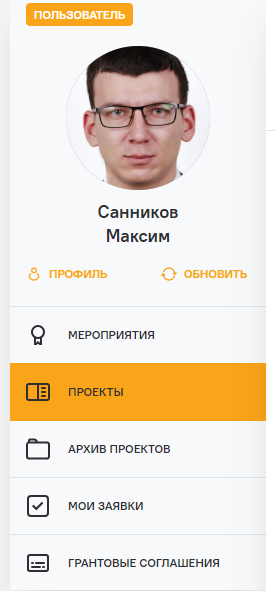 ПОЛЬЗОВАТЕЛЬ
Санников
Максим
ПРОФИЛЬ ОБНОВИТЬ
МЕРОПРИЯТИЯ
ПРОЕКТЫ
АРХИВ ПРОЕКТОВ
МОИ ЗАЯВКИ
ГРАНТОВЫЕ СОГЛАШЕНИЯ